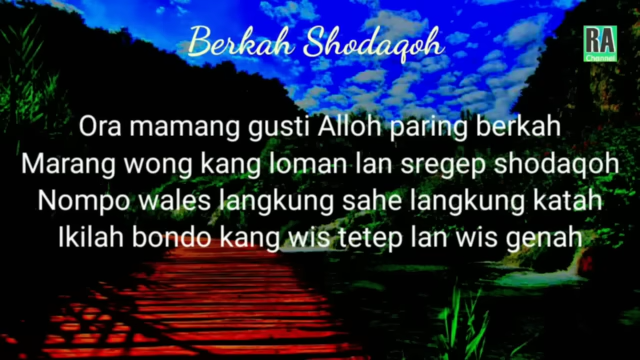 Berkah Shodaqoh
RA
Channel
Ora mamang gusti Alloh paring berkah
Marang wong kang loman lan sregep shodaqoh
Nompo wales langkung sahe langkung katah
Ikilah bondo kang wis tetep lan wis genah